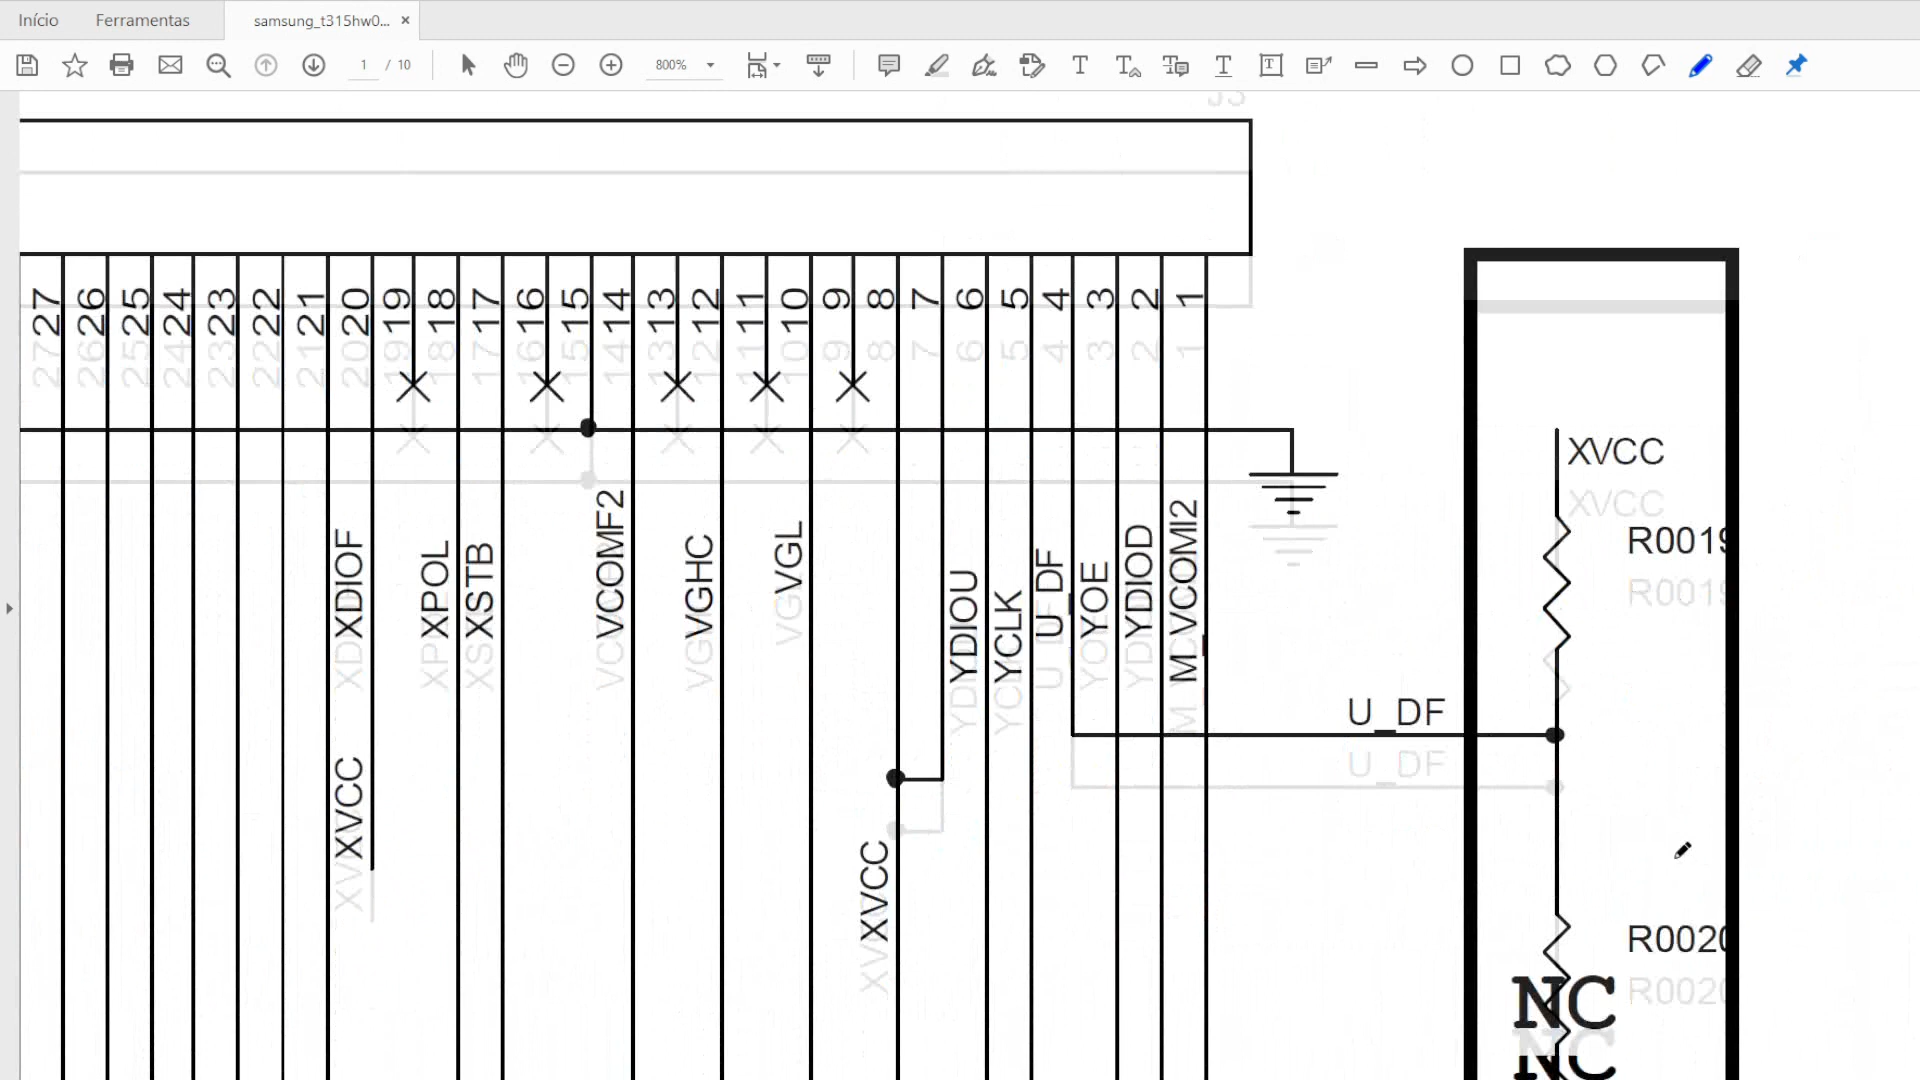 Início
Ferramentas
samsung_t315hw0...
1 / 10
800%
J3
27 26 25 24 23 22 21 20 19 18 17 16 15 14 13 12 11 10 9 8 7 6 5 4 3 2 1
XDIOF
XPOL
XSTB
VCOMF2
VGHC
VGL
YDIOU
YCLK
U_DF
YOE
YDIOD
M_VCOMI2
XVCC
XVCC
U_DF
XVCC
R0019
R0020
NC
NC